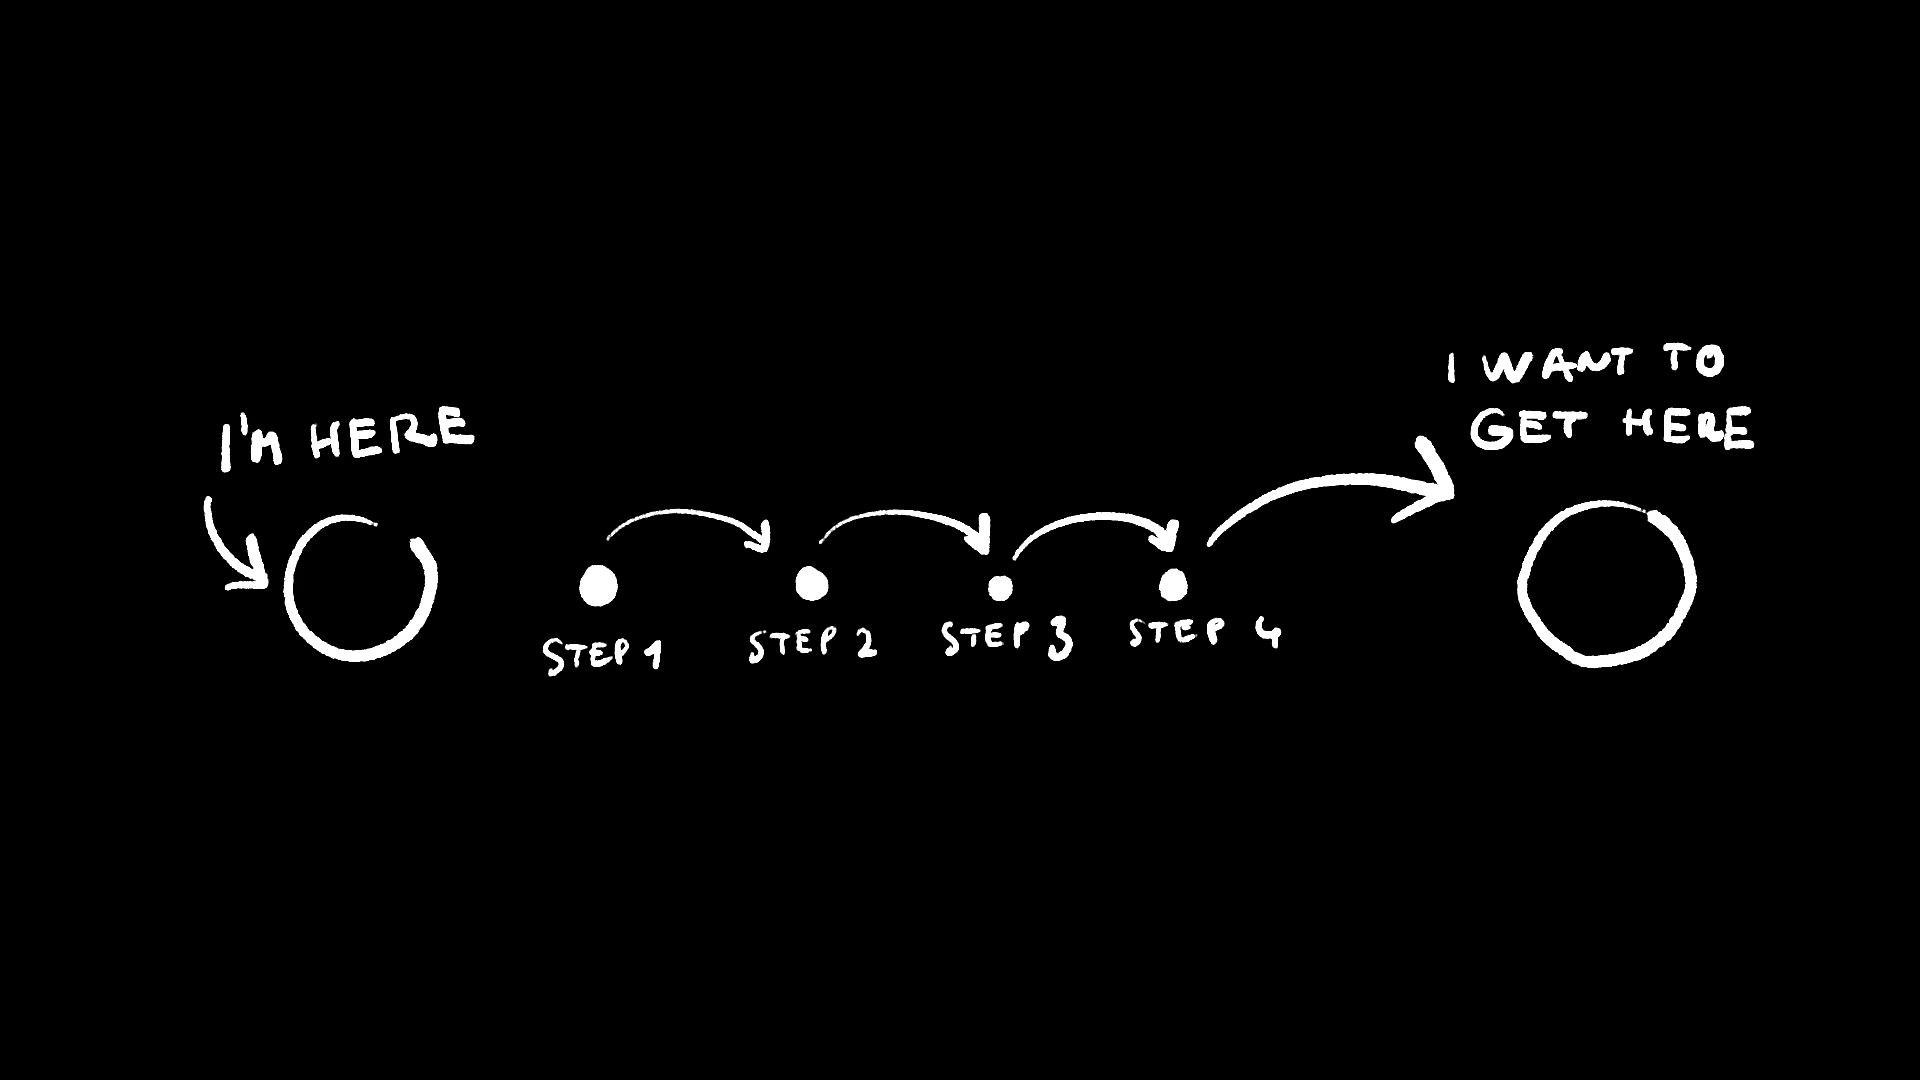 I'm HERE
I WANT TO
GET HERE
STEP 1
STEP 2
STEP 3
STEP 4